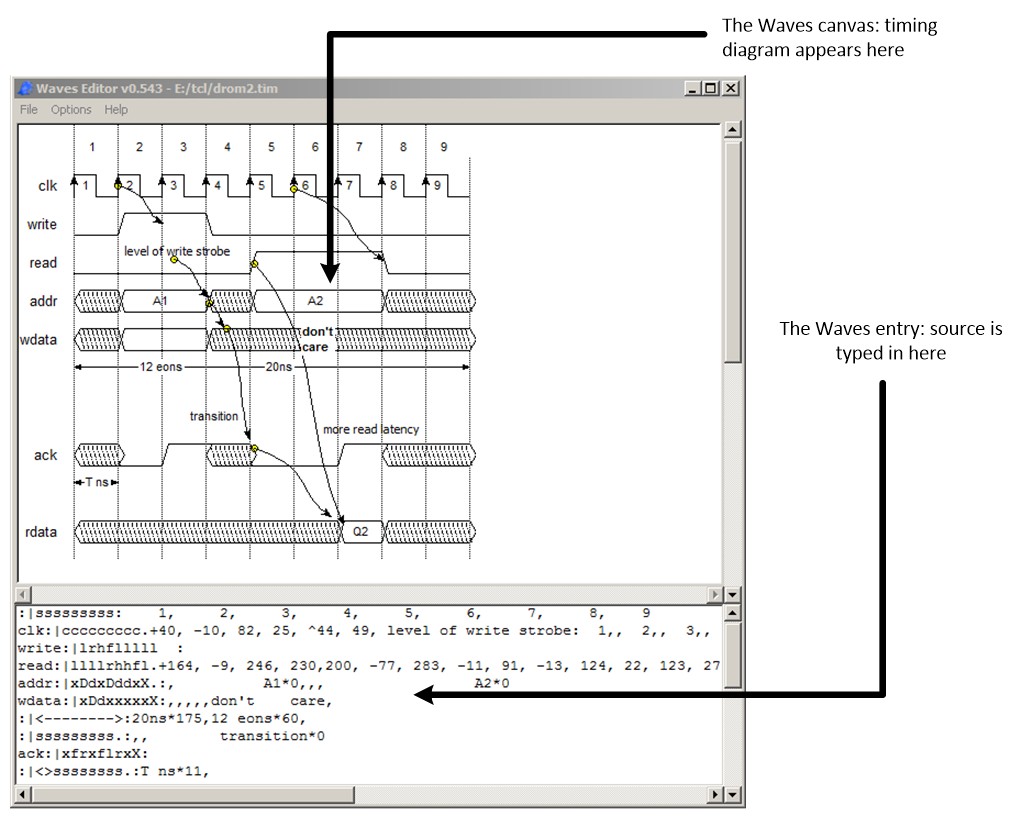 The Waves canvas: timing
diagram appears here
Waves Editor v0.543 - E:/tcl/drom2.tim
File Options Help
1 2 3 4 5 6 7 8 9
clk 1 2 3 4 5 6 7 8 9
write
level of write strobe
read
addr A1 A2
wdata don't
care
12 eons 20ns
transition
more read latency
ack
T ns
rdata Q2
The Waves entry: source is
typed in here
:|sssssssss: 1, 2, 3, 4, 5, 6, 7, 8, 9
clk:|ccccccccc.+40, -10, 82, 25, ^44, 49, level of write strobe: 1,, 2,, 3,,
write:|lrhflllll :
read:|llllrhhfl.+164, -9, 246, 230,200, -77, 283, -11, 91, -13, 124, 22, 123, 27
addr:|xDdxDddxX.:, A1*0,,, A2*0
wdata:|xDdxxxxxX:,,,,,don't care,
:|<-------->:20ns*175,12 eons*60,
:|sssssssss.:,, transition*0
ack:|xfrxflrxX:
:|<>ssssssss.:T ns*11,